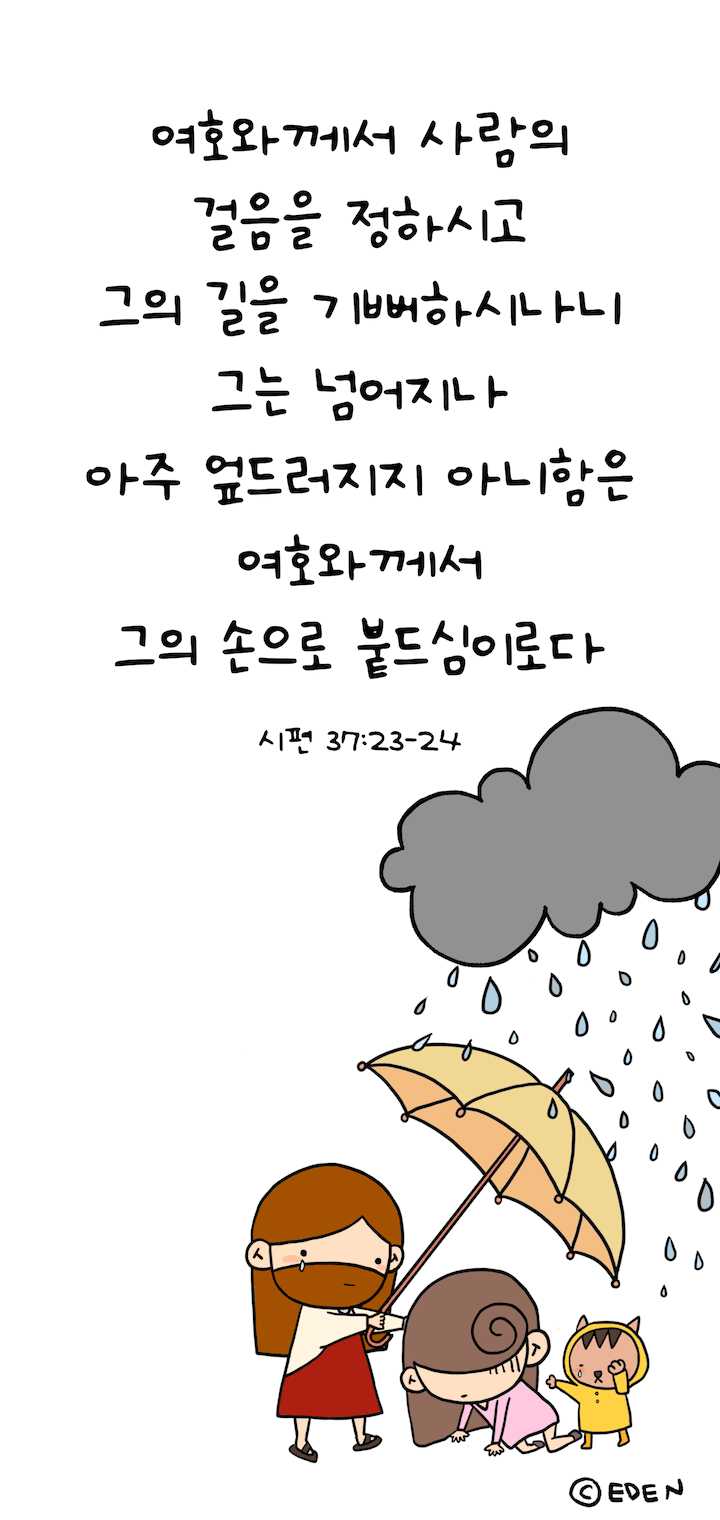 여호와께서 사람의
걸음을 정하시고
그의 길을 기뻐하시나니
그는 넘어지나
아주 엎드러지지 아니함은
여호와께서
그의 손으로 붙드심이로다
시편 37:23-24
©EDEN